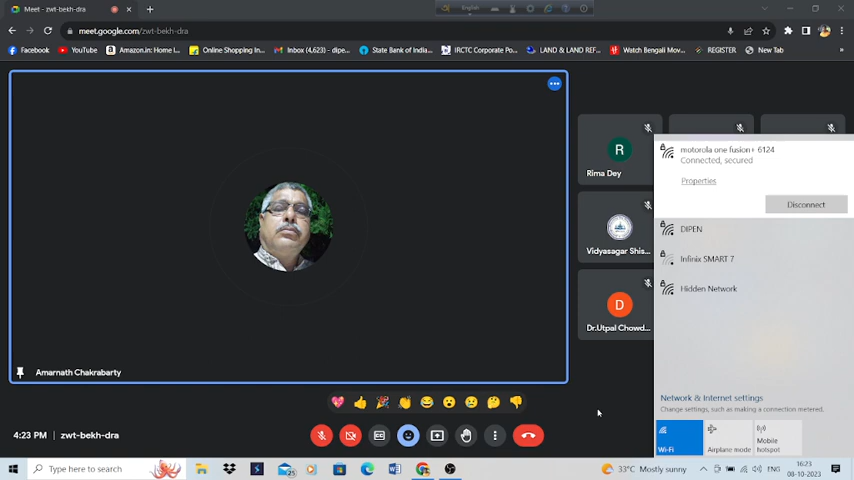 Meet - zwt-bekh-dra
English
meet.google.com/zwt-bekh-dra
Facebook
YouTube
Amazon.in: Home I...
Online Shopping In...
Inbox (4,623) - dipe...
State Bank of India...
IRCTC Corporate Po...
LAND & LAND REF...
Watch Bengali Mov...
REGISTER
New Tab
Amarnath Chakrabarty
R
Rima Dey
Vidyasagar Shis...
D
Dr.Utpal Chowd...
motorola one fusion+ 6124
Connected, secured
Properties
Disconnect
DIPEN
Infinix SMART 7
Hidden Network
Network & Internet settings
Change settings, such as making a connection metered.
Wi-Fi
Airplane mode
Mobile
hotspot
4:23 PM
zwt-bekh-dra
Type here to search
33°C Mostly sunny
ENG
16:23
08-10-2023